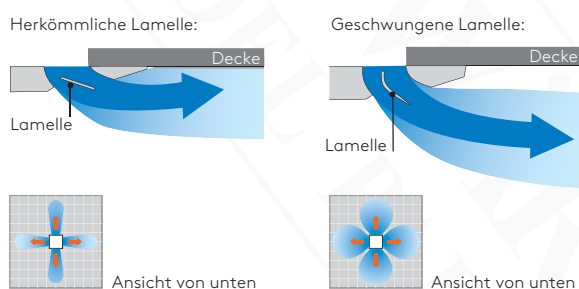 Herkömmliche Lamelle:
Decke
Lamelle
Ansicht von unten
Geschwungene Lamelle:
Decke
Lamelle
Ansicht von unten